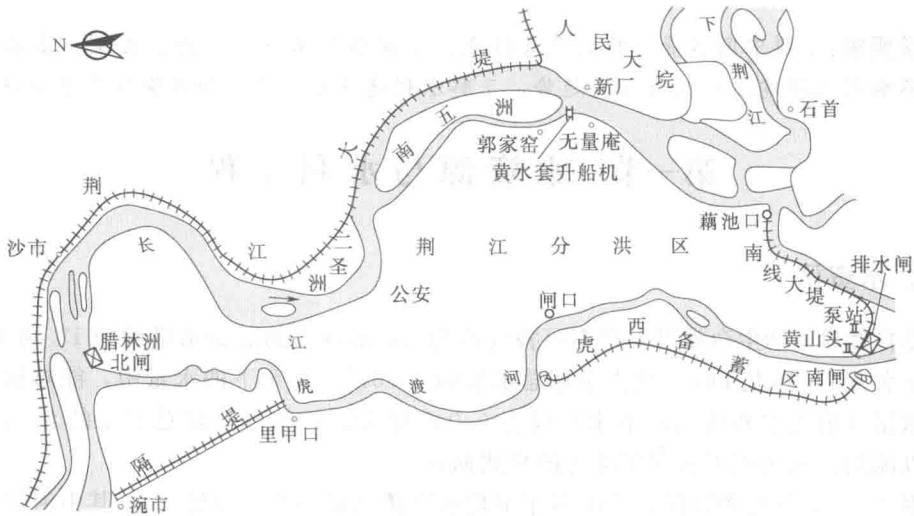 N
人民大垸
下荆江
石首
新厂
堤
大
江
荆
南五洲
郭家窑
无量庵
黄水套升船机
藕池口
沙市
长江
二圣洲
荆江分洪区
南线大堤
排水闸
公安
闸口
泵站
腊林洲
北闸
虎渡河
虎西备蓄区
黄山头
南闸
隔堤
里甲口
涴市